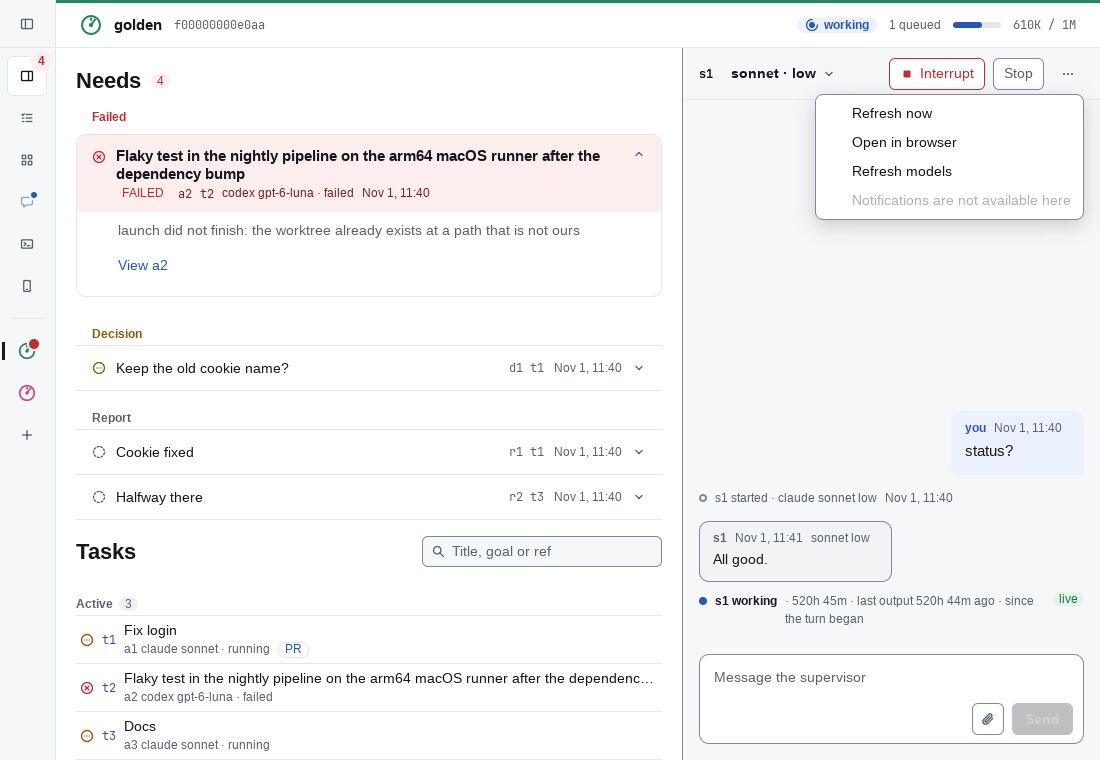 golden f00000000e0aa
working 1 queued 610K / 1M
4
Needs 4
Failed
Flaky test in the nightly pipeline on the arm64 macOS runner after the
dependency bump
FAILED a2 t2 codex gpt-6-luna · failed Nov 1, 11:40
launch did not finish: the worktree already exists at a path that is not ours
View a2
Decision
Keep the old cookie name? d1 t1 Nov 1, 11:40
Report
Cookie fixed r1 t1 Nov 1, 11:40
Halfway there r2 t3 Nov 1, 11:40
Tasks
Title, goal or ref
Active 3
t1 Fix login
a1 claude sonnet · running PR
t2 Flaky test in the nightly pipeline on the arm64 macOS runner after the dependenc…
a2 codex gpt-6-luna · failed
t3 Docs
a3 claude sonnet · running
s1 sonnet · low Interrupt Stop
Refresh now
Open in browser
Refresh models
Notifications are not available here
you Nov 1, 11:40
status?
s1 started · claude sonnet low Nov 1, 11:40
s1 Nov 1, 11:41 sonnet low
All good.
s1 working · 520h 45m · last output 520h 44m ago · since
the turn began
live
Message the supervisor
Send